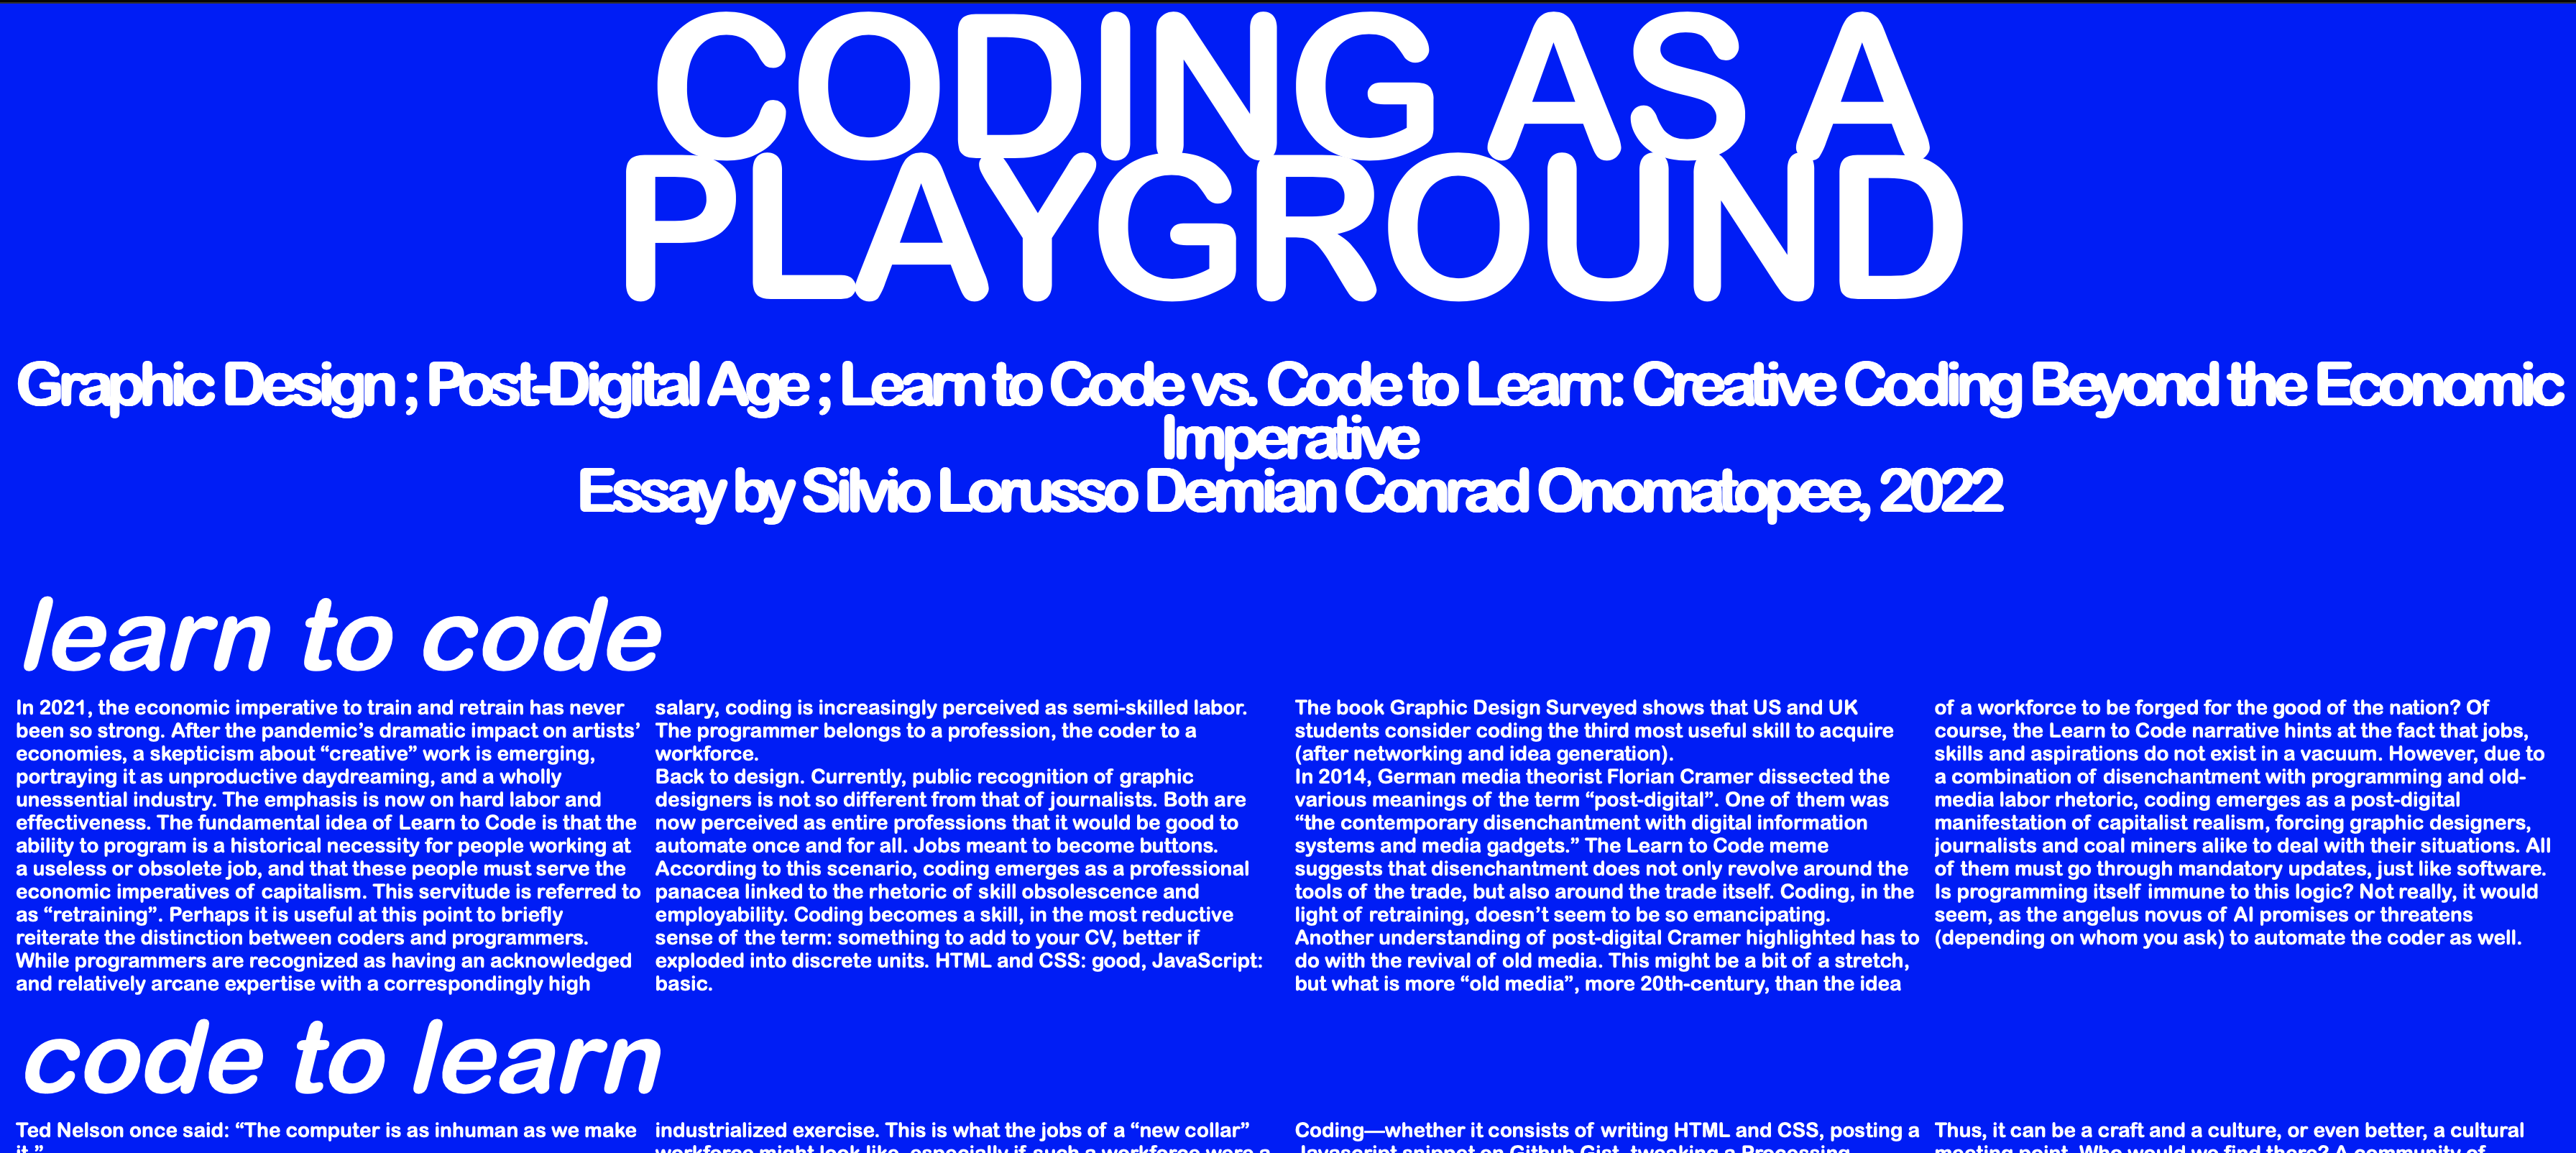 CODING AS A
PLAYGROUND
Graphic Design ; Post-Digital Age ; Learn to Code vs. Code to Learn: Creative Coding Beyond the Economic
Imperative
Essay by Silvio Lorusso Demian Conrad Onomatopee, 2022
learn to code
In 2021, the economic imperative to train and retrain has never
been so strong. After the pandemic’s dramatic impact on artists’
economies, a skepticism about “creative” work is emerging,
portraying it as unproductive daydreaming, and a wholly
unessential industry. The emphasis is now on hard labor and
effectiveness. The fundamental idea of Learn to Code is that the
ability to program is a historical necessity for people working at
a useless or obsolete job, and that these people must serve the
economic imperatives of capitalism. This servitude is referred to
as “retraining”. Perhaps it is useful at this point to briefly
reiterate the distinction between coders and programmers.
While programmers are recognized as having an acknowledged
and relatively arcane expertise with a correspondingly high
salary, coding is increasingly perceived as semi-skilled labor.
The programmer belongs to a profession, the coder to a
workforce.
Back to design. Currently, public recognition of graphic
designers is not so different from that of journalists. Both are
now perceived as entire professions that it would be good to
automate once and for all. Jobs meant to become buttons.
According to this scenario, coding emerges as a professional
panacea linked to the rhetoric of skill obsolescence and
employability. Coding becomes a skill, in the most reductive
sense of the term: something to add to your CV, better if
exploded into discrete units. HTML and CSS: good, JavaScript:
basic.
The book Graphic Design Surveyed shows that US and UK
students consider coding the third most useful skill to acquire
(after networking and idea generation).
In 2014, German media theorist Florian Cramer dissected the
various meanings of the term “post-digital”. One of them was
“the contemporary disenchantment with digital information
systems and media gadgets.” The Learn to Code meme
suggests that disenchantment does not only revolve around the
tools of the trade, but also around the trade itself. Coding, in the
light of retraining, doesn’t seem to be so emancipating.
Another understanding of post-digital Cramer highlighted has to
do with the revival of old media. This might be a bit of a stretch,
but what is more “old media”, more 20th-century, than the idea
of a workforce to be forged for the good of the nation? Of
course, the Learn to Code narrative hints at the fact that jobs,
skills and aspirations do not exist in a vacuum. However, due to
a combination of disenchantment with programming and old-
media labor rhetoric, coding emerges as a post-digital
manifestation of capitalist realism, forcing graphic designers,
journalists and coal miners alike to deal with their situations. All
of them must go through mandatory updates, just like software.
Is programming itself immune to this logic? Not really, it would
seem, as the angelus novus of AI promises or threatens
(depending on whom you ask) to automate the coder as well.
code to learn
Ted Nelson once said: “The computer is as inhuman as we make
it.”
industrialized exercise. This is what the jobs of a “new collar”
workforce might look like, especially if such a workforce were a
Coding—whether it consists of writing HTML and CSS, posting a
Javascript snippet on Github Gist, tweaking a Processing
Thus, it can be a craft and a culture, or even better, a cultural
meeting point. Who would we find there? A community of